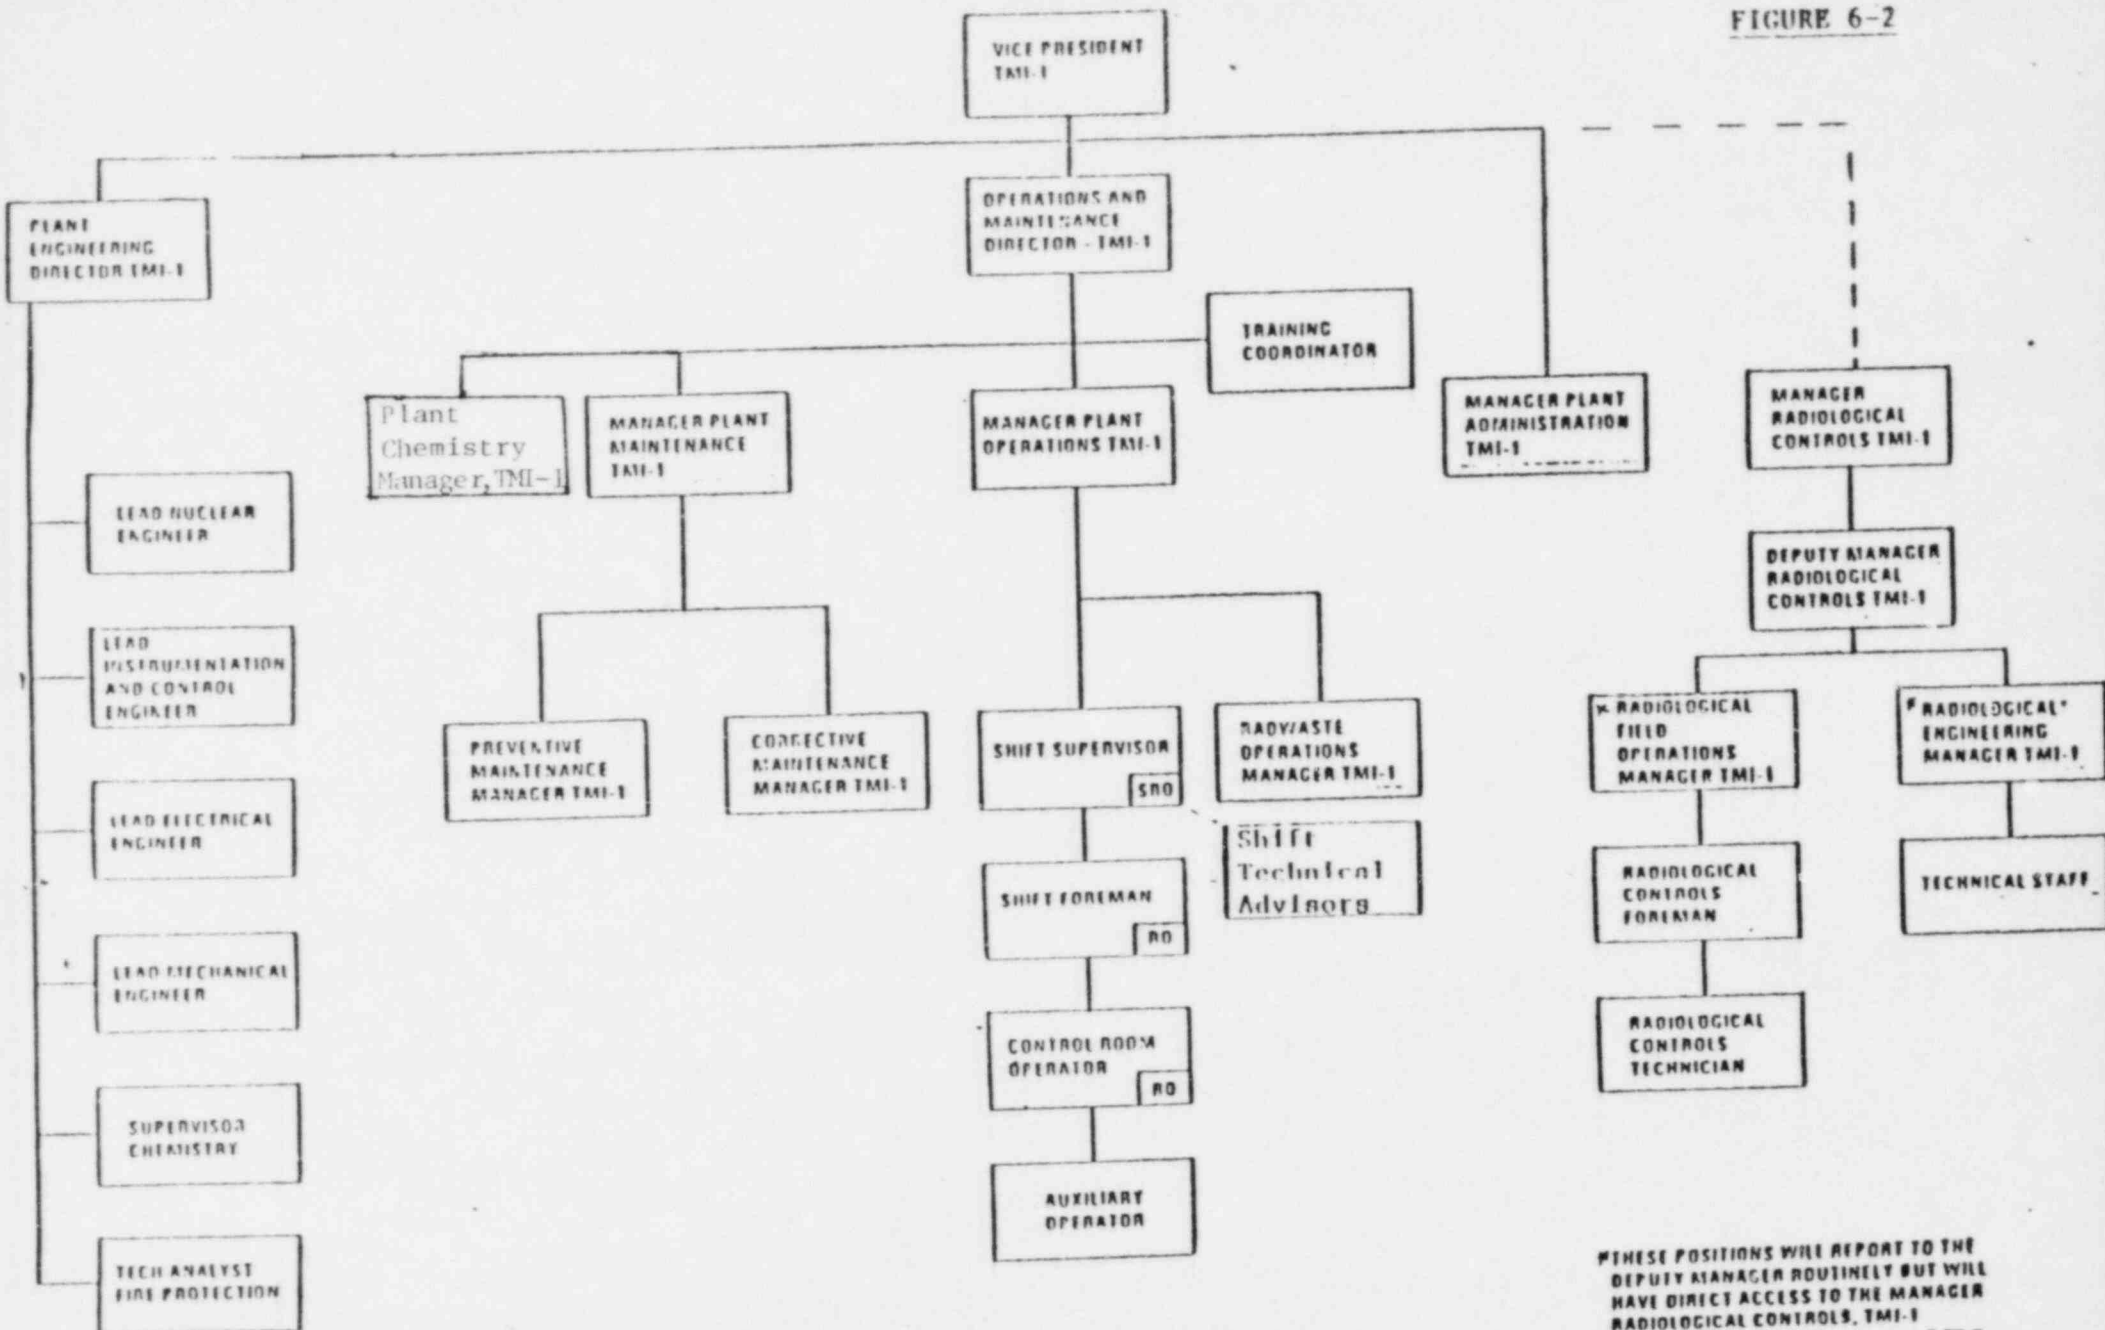 FIGURE 6-2
VICE PRESIDENT
TMI-1
PLANT
ENGINEERING
DIRECTOR TMI-1
OPERATIONS AND
MAINTENANCE
DIRECTOR - TMI-1
TRAINING
COORDINATOR
Plant
Chemistry
Manager, TMI-1
MANAGER PLANT
MAINTENANCE
TMI-1
MANAGER PLANT
OPERATIONS TMI-1
MANAGER PLANT
ADMINISTRATION
TMI-1
MANAGER
RADIOLOGICAL
CONTROLS TMI-1
LEAD NUCLEAR
ENGINEER
DEPUTY MANAGER
RADIOLOGICAL
CONTROLS TMI-1
LEAD
INSTRUMENTATION
AND CONTROL
ENGINEER
PREVENTIVE
MAINTENANCE
MANAGER TMI-1
CORRECTIVE
MAINTENANCE
MANAGER TMI-1
SHIFT SUPERVISOR
SRO
RADWASTE
OPERATIONS
MANAGER TMI-1
* RADIOLOGICAL
FIELD
OPERATIONS
MANAGER TMI-1
* RADIOLOGICAL*
ENGINEERING
MANAGER TMI-1
LEAD ELECTRICAL
ENGINEER
Shift
Technical
Advisors
SHIFT FOREMAN
RO
RADIOLOGICAL
CONTROLS
FOREMAN
TECHNICAL STAFF
LEAD MECHANICAL
ENGINEER
CONTROL ROOM
OPERATOR
RO
RADIOLOGICAL
CONTROLS
TECHNICIAN
SUPERVISOR
CHEMISTRY
AUXILIARY
OPERATOR
TECH ANALYST
FIRE PROTECTION
*THESE POSITIONS WILL REPORT TO THE
DEPUTY MANAGER ROUTINELY BUT WILL
HAVE DIRECT ACCESS TO THE MANAGER
RADIOLOGICAL CONTROLS, TMI-1